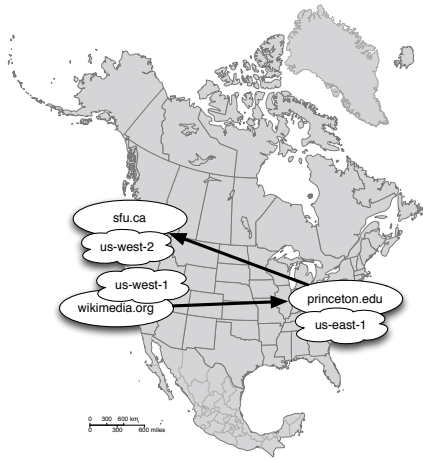 sfu.ca
us-west-2
us-west-1
wikimedia.org
princeton.edu
us-east-1
0 300 600 km
0 300 600 miles